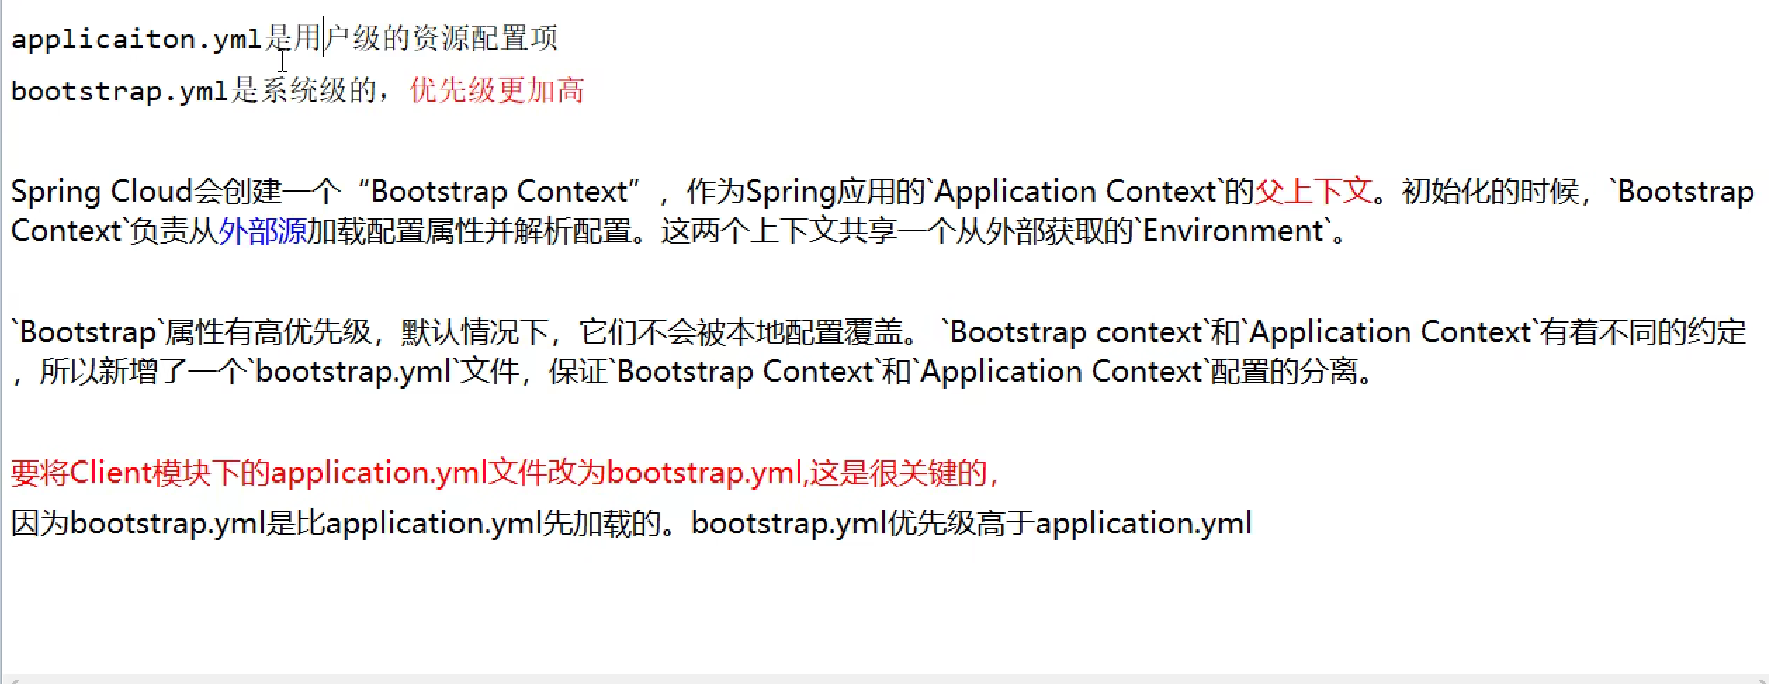 applicaiton.yml是用户级的资源配置项
bootstrap.yml是系统级的，优先级更加高
Spring Cloud会创建一个“Bootstrap Context”，作为Spring应用的`Application Context`的父上下文。初始化的时候，`Bootstrap
Context`负责从外部源加载配置属性并解析配置。这两个上下文共享一个从外部获取的`Environment`。
`Bootstrap`属性有高优先级，默认情况下，它们不会被本地配置覆盖。 `Bootstrap context`和`Application Context`有着不同的约定
，所以新增了一个`bootstrap.yml`文件，保证`Bootstrap Context`和`Application Context`配置的分离。
要将Client模块下的application.yml文件改为bootstrap.yml,这是很关键的，
因为bootstrap.yml是比application.yml先加载的。bootstrap.yml优先级高于application.yml